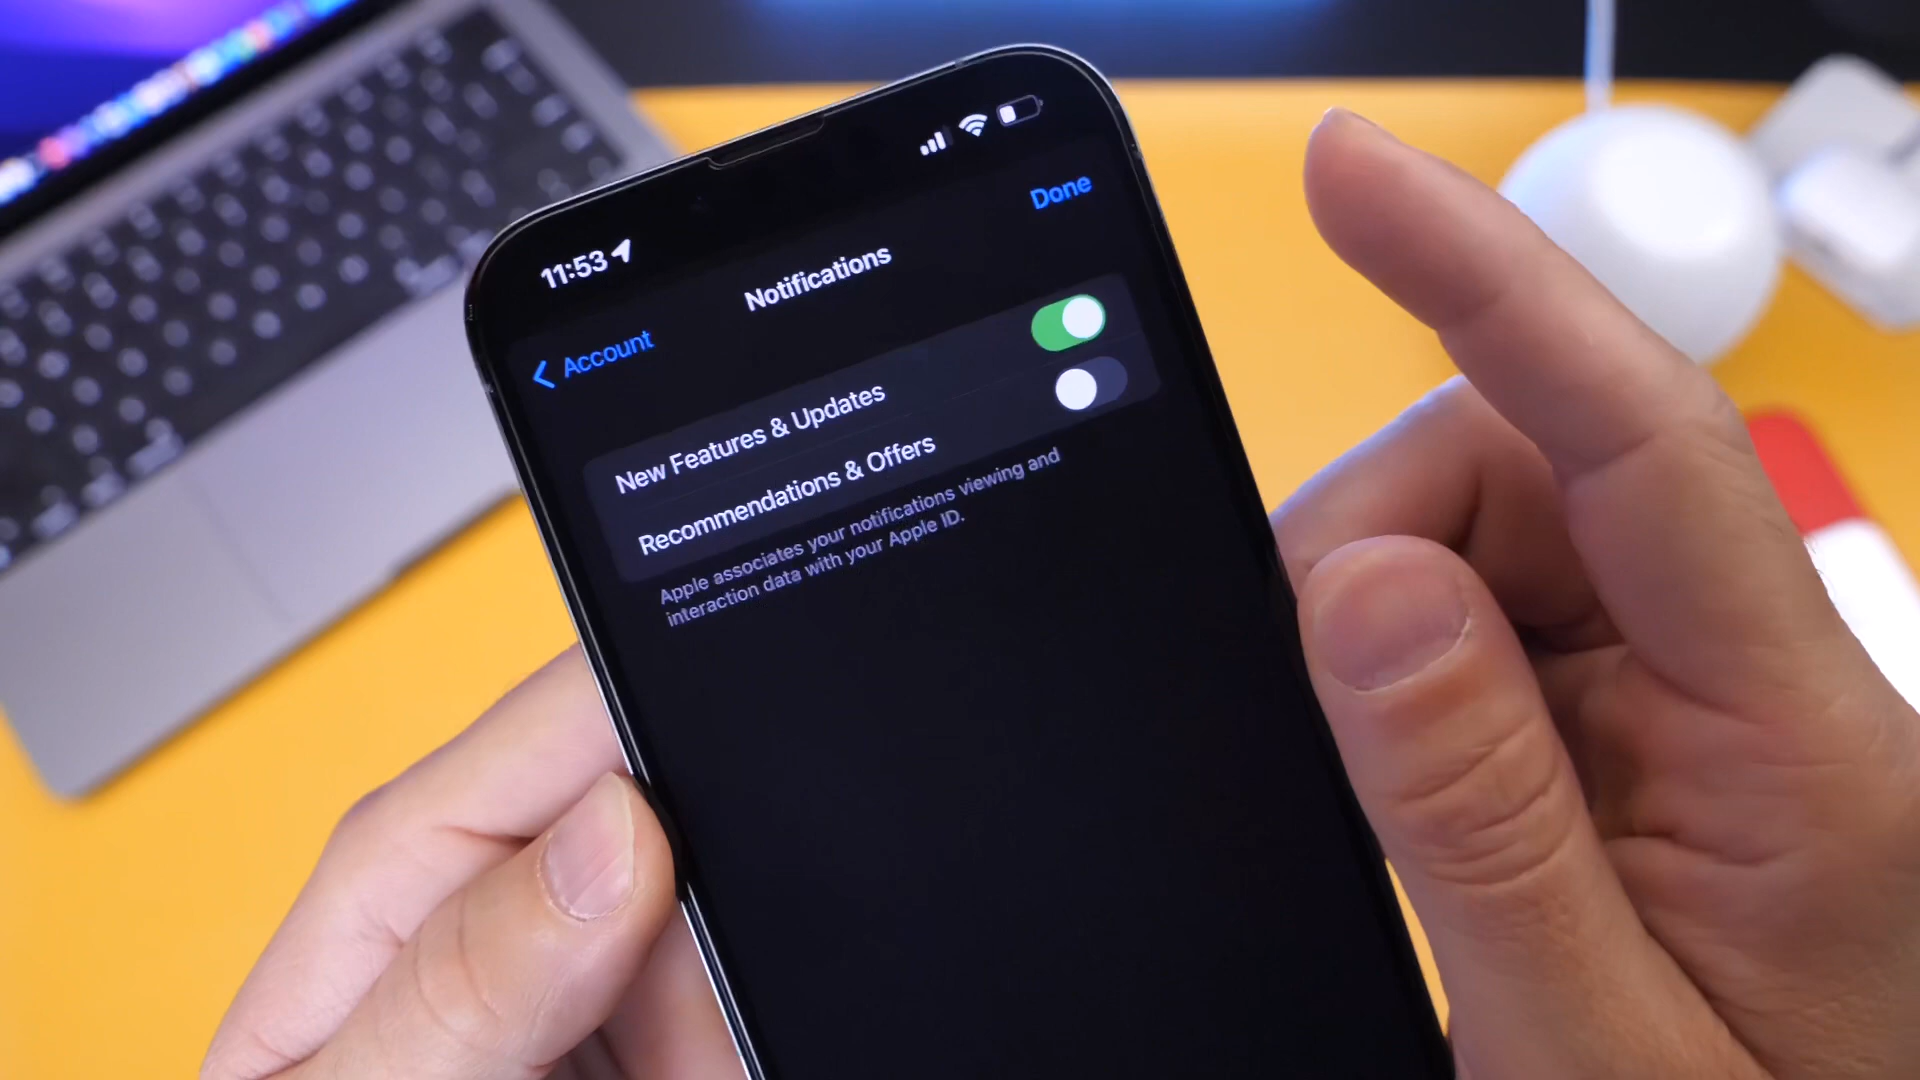 11:53
Done
Notifications
Account
New Features & Updates
Recommendations & Offers
Apple associates your notifications viewing and
interaction data with your Apple ID.